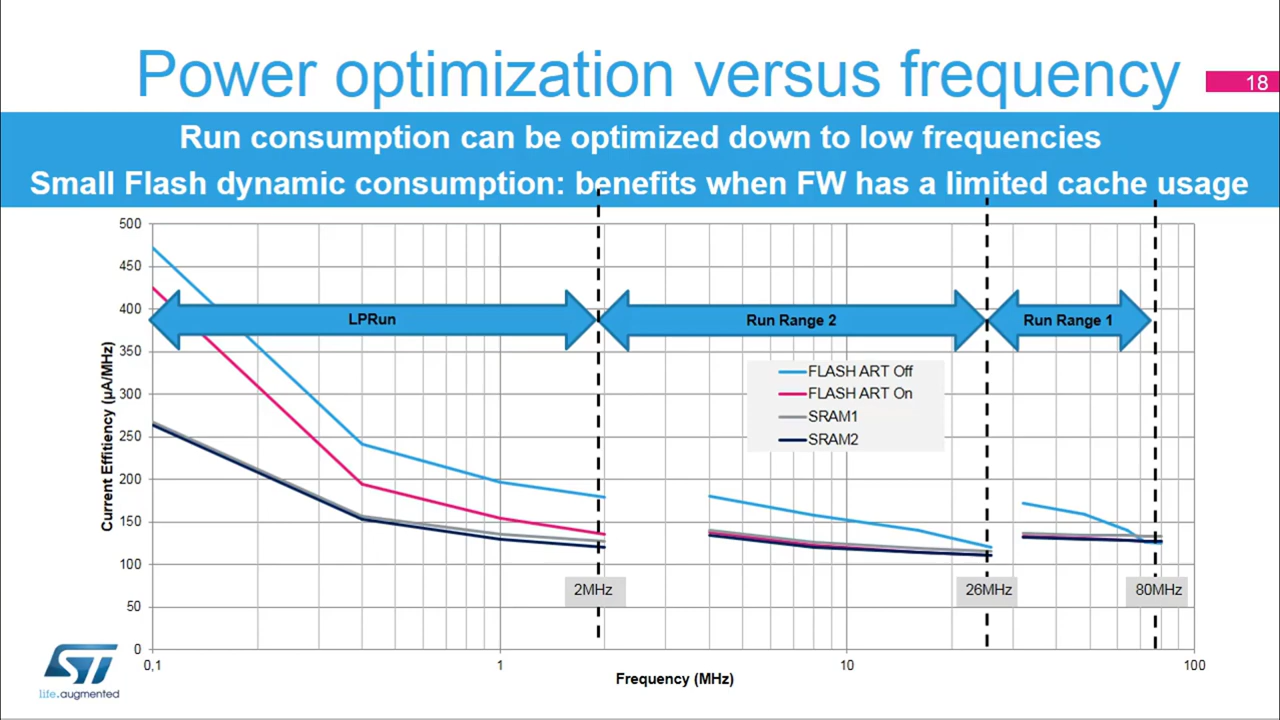 Power optimization versus frequency
18
Run consumption can be optimized down to low frequencies
Small Flash dynamic consumption: benefits when FW has a limited cache usage
500
450
400
350
300
250
200
150
100
50
0
Current Effitiency (µA/MHz)
LPRun
Run Range 2
Run Range 1
FLASH ART Off
FLASH ART On
SRAM1
SRAM2
2MHz
26MHz
80MHz
0,1
1
10
100
Frequency (MHz)
ST
life.augmented